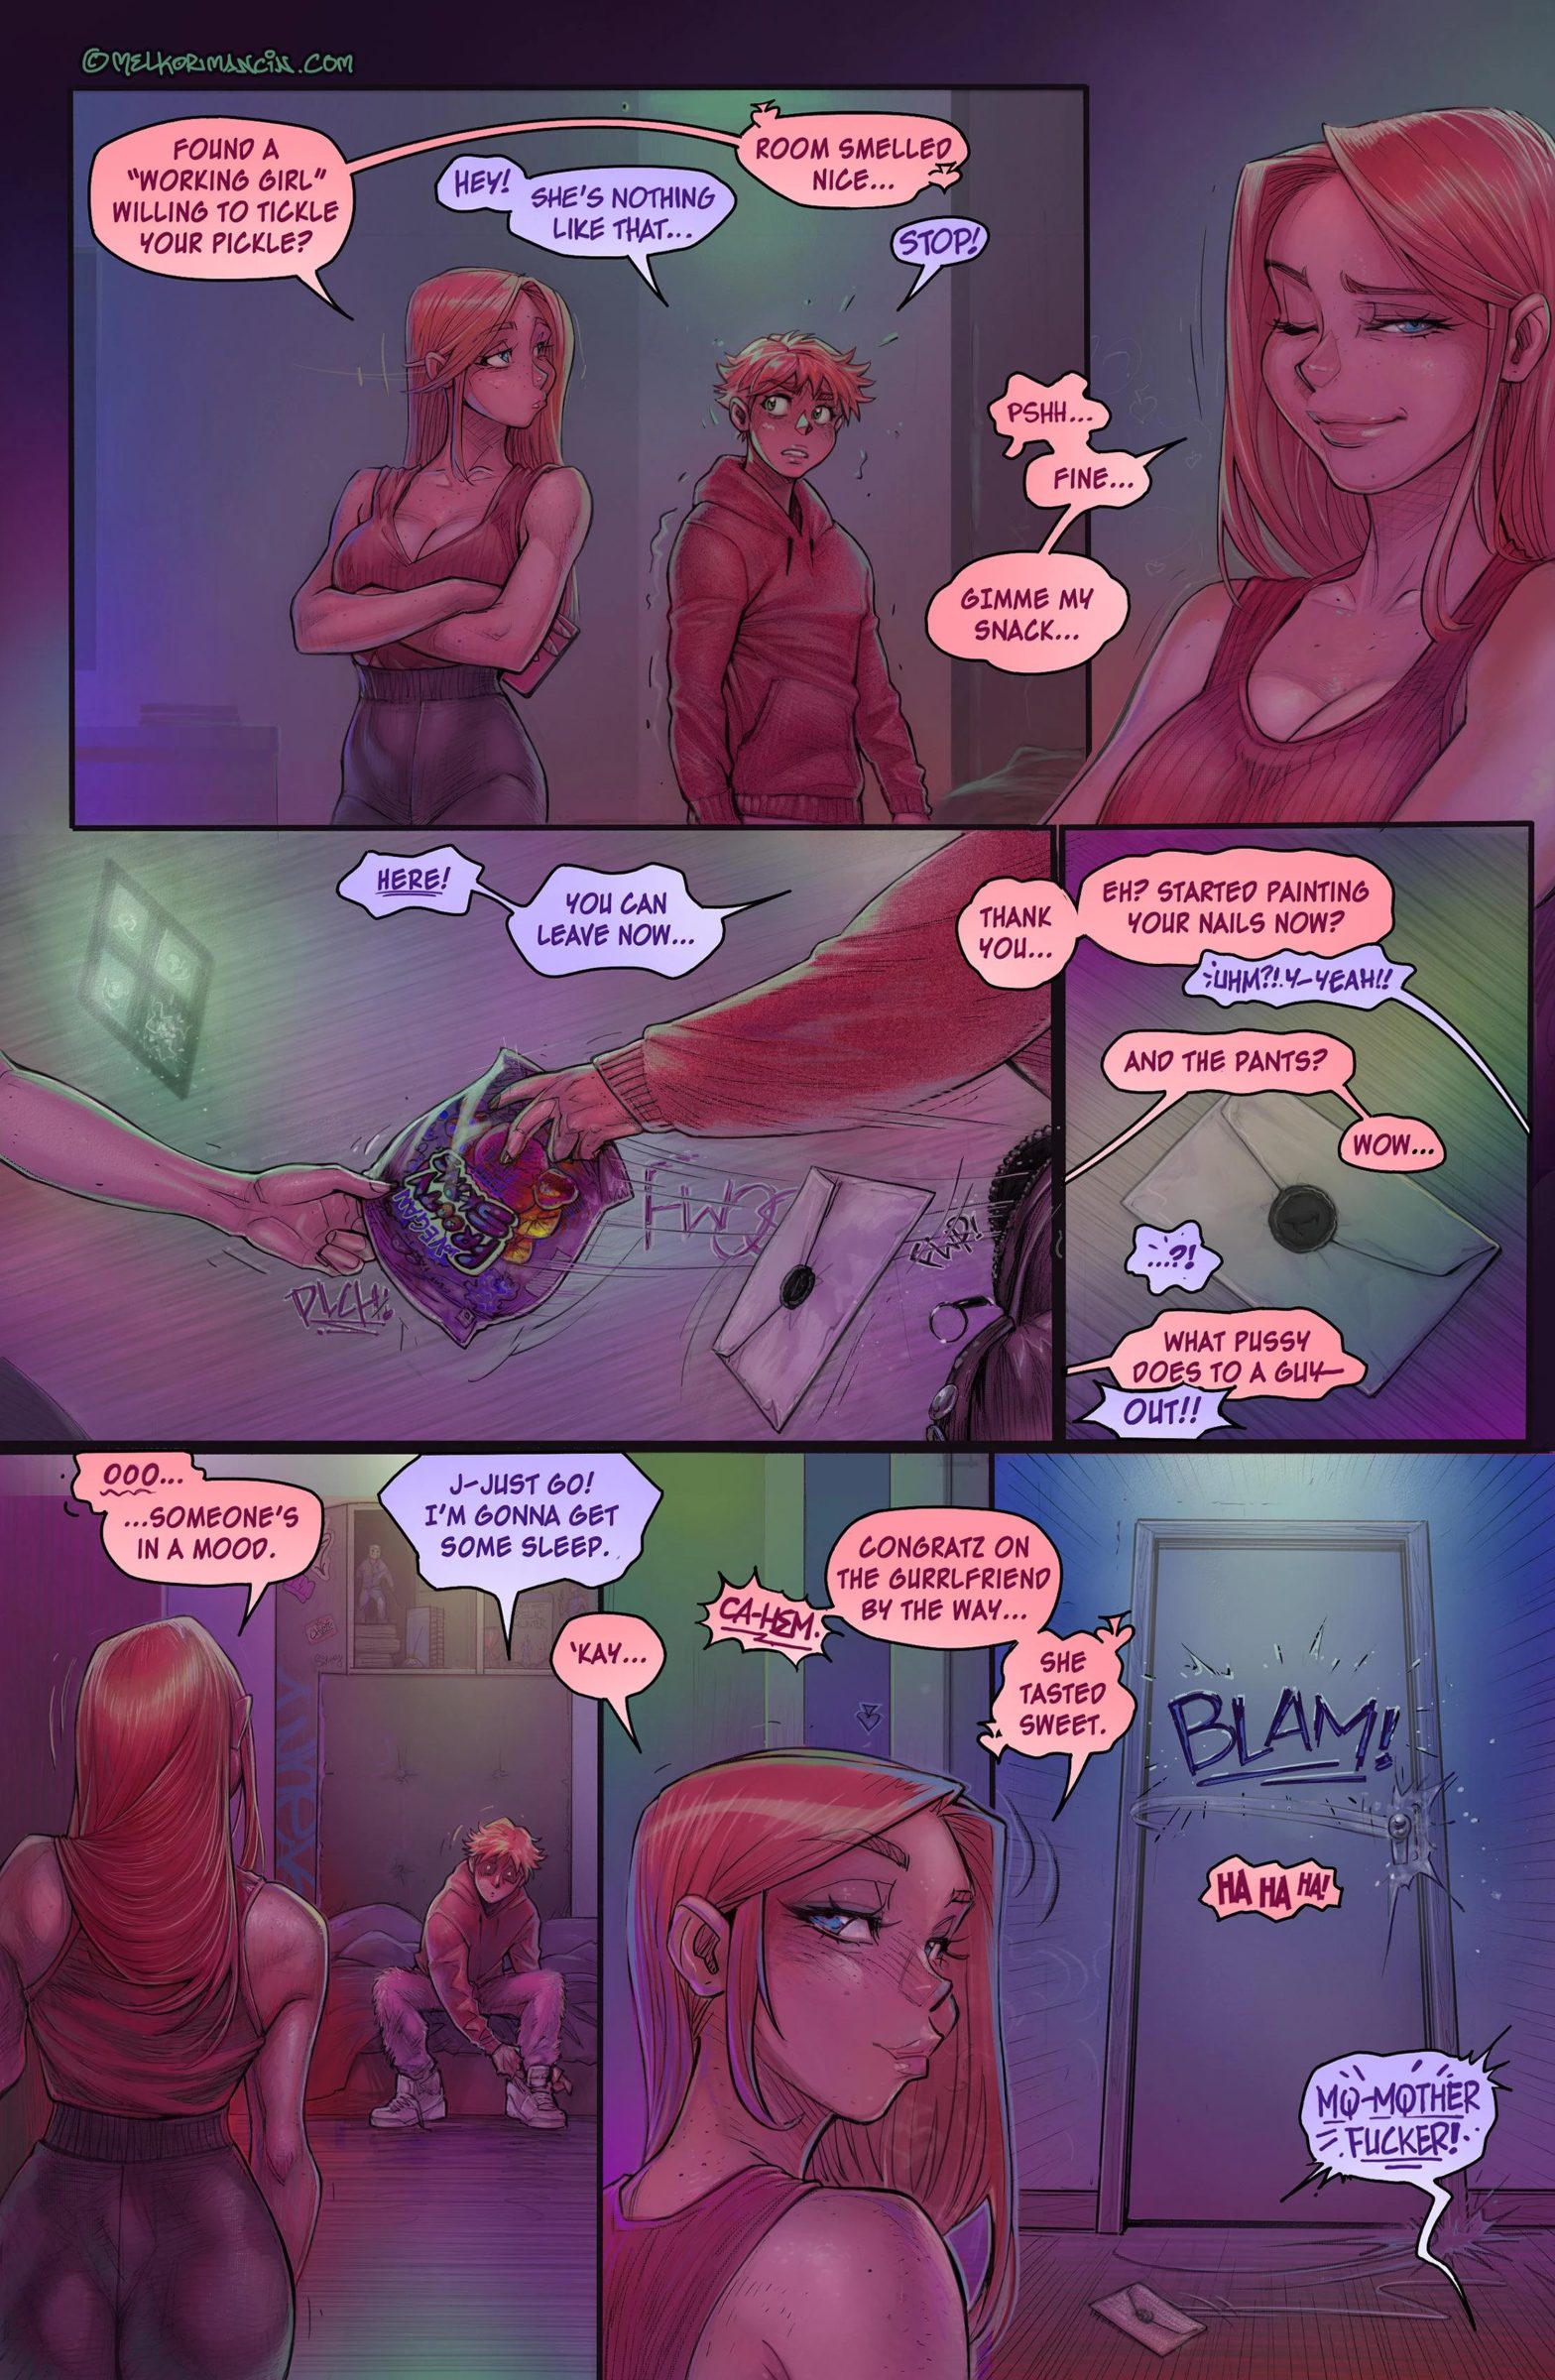 ©MELKORMANCIN.COM
FOUND A
"WORKING GIRL"
WILLING TO TICKLE
YOUR PICKLE?
HEY!
SHE'S NOTHING
LIKE THAT...
ROOM SMELLED
NICE...
STOP!
PSHH...
FINE...
GIMME MY
SNACK...
HERE!
YOU CAN
LEAVE NOW...
THANK
YOU...
VEGAN
PLCH!
FWOO
FWP!
EH? STARTED PAINTING
YOUR NAILS NOW?
UHM?! Y-YEAH!!
AND THE PANTS?
WOW...
...?!
WHAT PUSSY
DOES TO A GUY—
OUT!!
OOO...
...SOMEONE'S
IN A MOOD.
J-JUST GO!
I'M GONNA GET
SOME SLEEP.
'KAY...
CA-HEM.
CONGRATZ ON
THE GURRLFRIEND
BY THE WAY...
SHE
TASTED
SWEET.
BLAM!
HA HA HA!
MO-MOTHER
FUCKER!